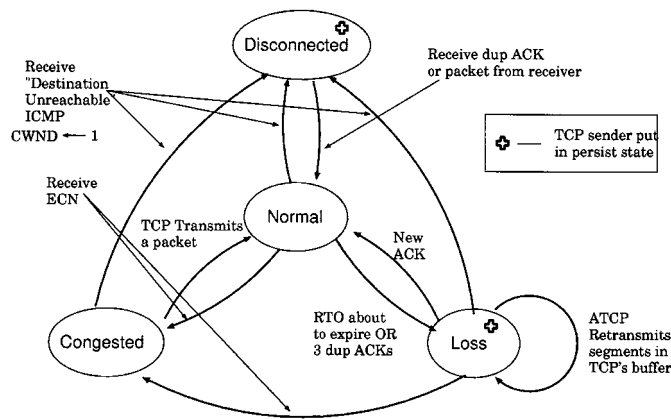 Disconnected
Receive
"Destination
Unreachable"
ICMP
CWND ← 1
Receive dup ACK
or packet from receiver
TCP sender put
in persist state
Receive
ECN
TCP Transmits
a packet
Normal
New
ACK
RTO about
to expire OR
3 dup ACKs
Congested
Loss
ATCP
Retransmits
segments in
TCP's buffer